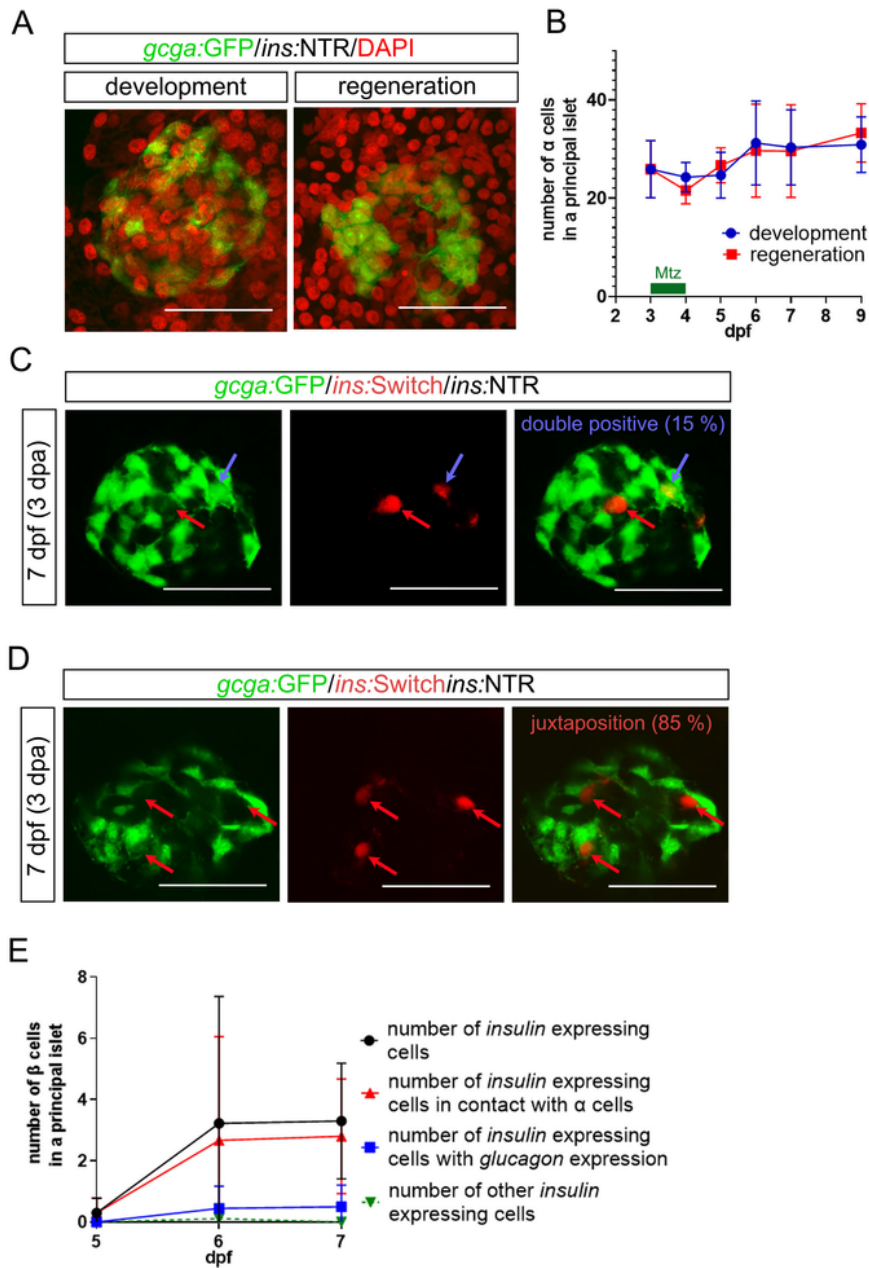 A
gcga:GFP/ins:NTR/DAPI
development
regeneration
B
number of α cells
in a principal islet
40
20
0
Mtz
development
regeneration
2 3 4 5 6 7 8 9
dpf
C
gcga:GFP/ins:Switch/ins:NTR
7 dpf (3 dpa)
double positive (15 %)
D
gcga:GFP/ins:Switchins:NTR
7 dpf (3 dpa)
juxtaposition (85 %)
E
number of β cells
in a principal islet
8
6
4
2
0
5 6 7
dpf
number of insulin expressing
cells
number of insulin expressing
cells in contact with α cells
number of insulin expressing
cells with glucagon expression
number of other insulin
expressing cells